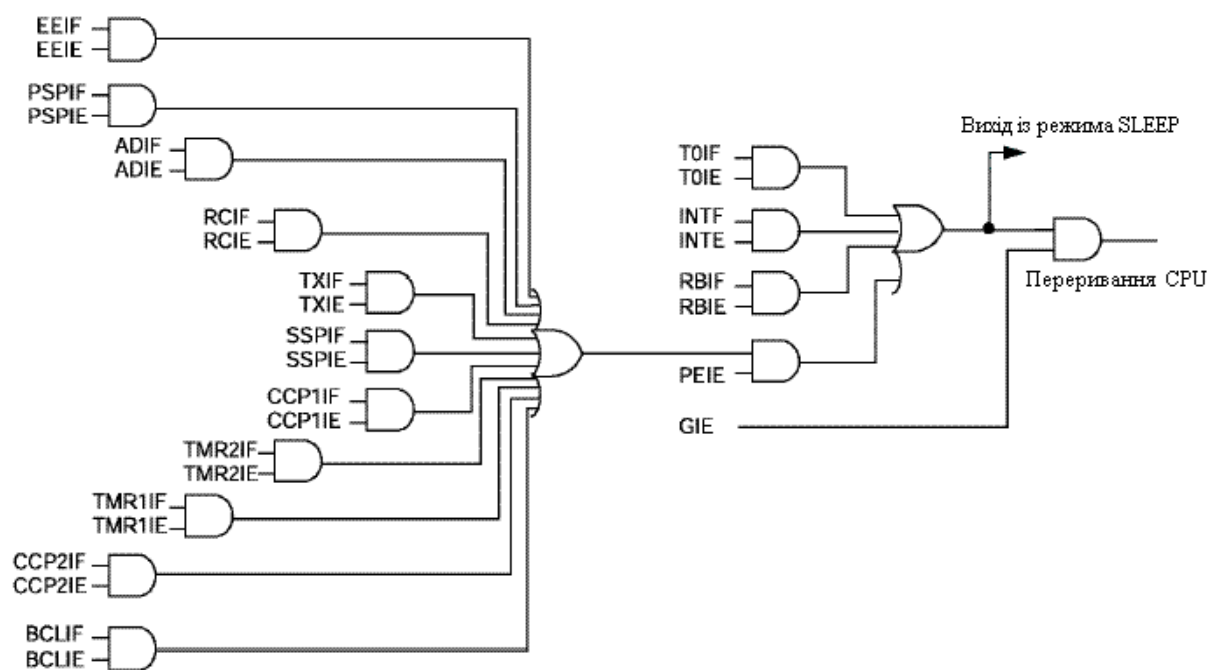 EEIF
EEIE
PSPIF
PSPIE
ADIF
ADIE
RCIF
RCIE
TXIF
TXIE
SSPIF
SSPIE
CCP1IF
CCP1IE
TMR2IF
TMR2IE
TMR1IF
TMR1IE
CCP2IF
CCP2IE
BCLIF
BCLIE
Вихід із режима SLEEP
T0IF
T0IE
INTF
INTE
RBIF
RBIE
PEIE
GIE
Переривання CPU